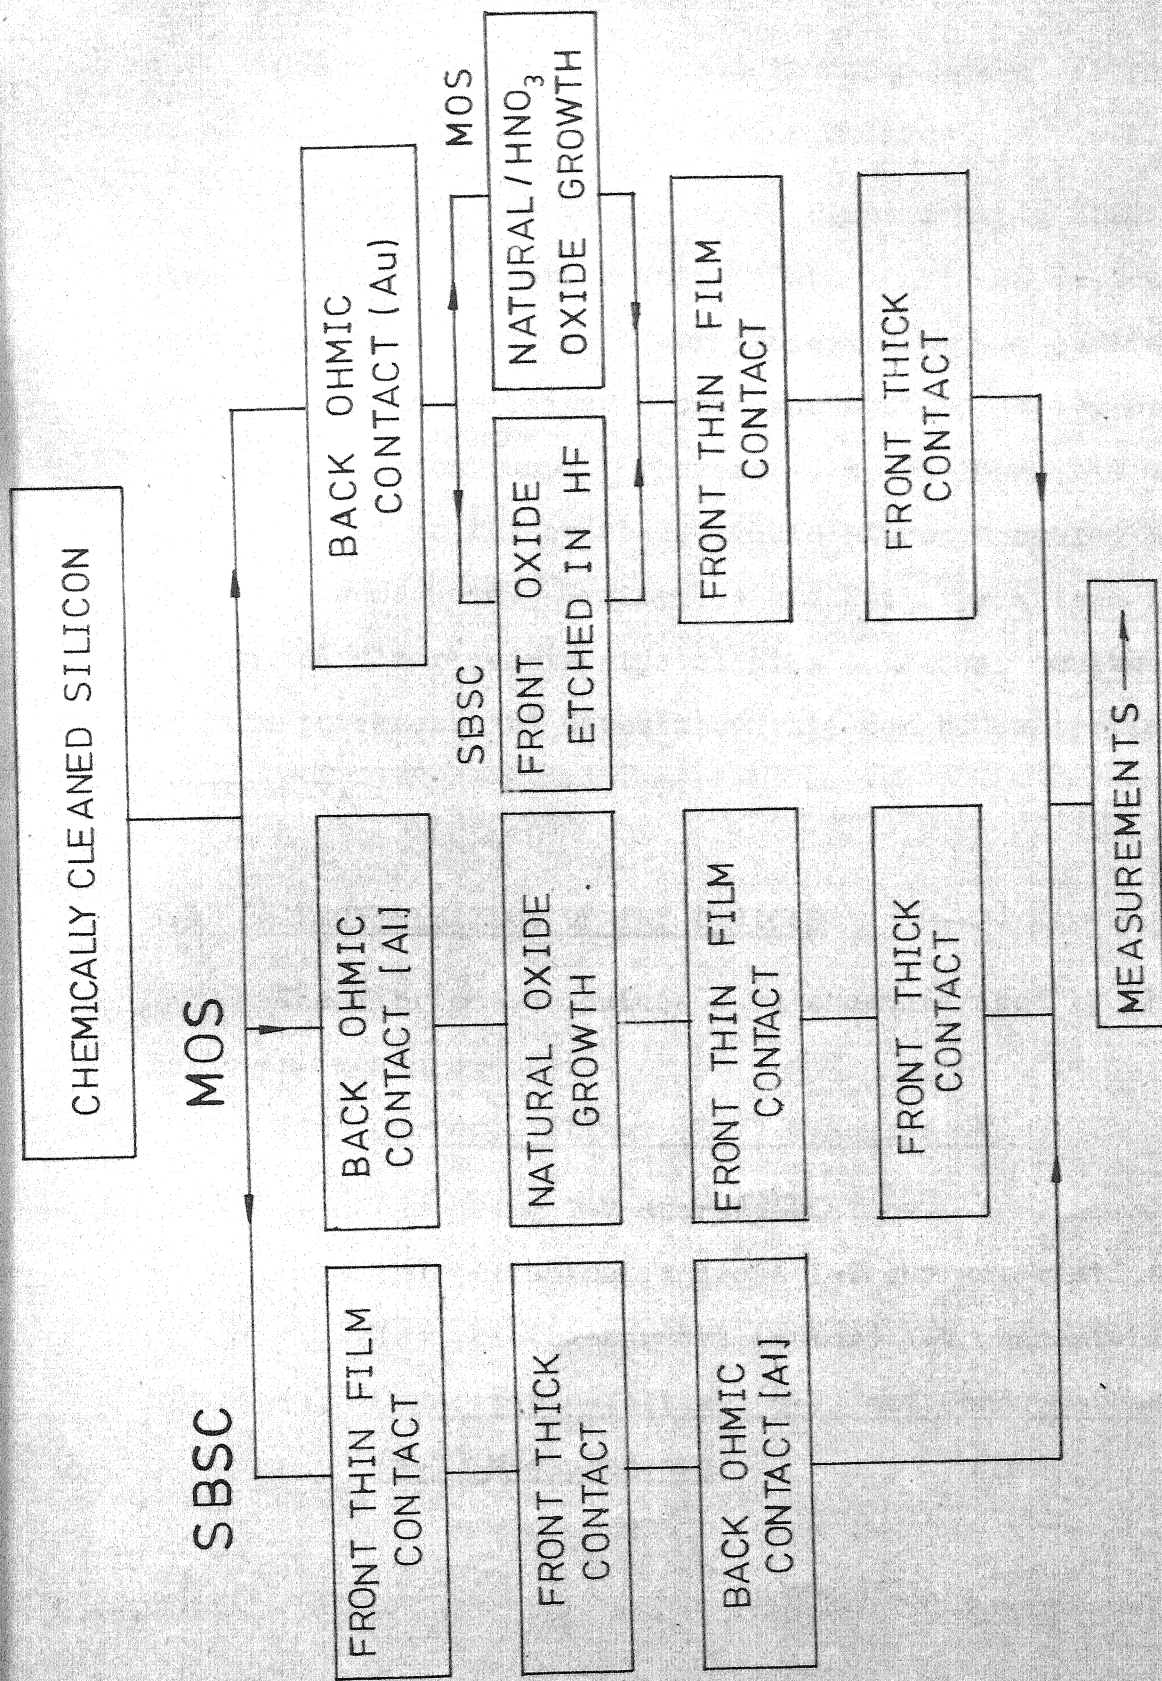 CHEMICALLY CLEANED SILICON
SBSC
MOS
FRONT THIN FILM
CONTACT
FRONT THICK
CONTACT
BACK OHMIC
CONTACT [Al]
BACK OHMIC
CONTACT [Al]
NATURAL OXIDE
GROWTH
FRONT THIN FILM
CONTACT
FRONT THICK
CONTACT
BACK OHMIC
CONTACT (Au)
SBSC
MOS
FRONT OXIDE
ETCHED IN HF
NATURAL/HNO₃
OXIDE GROWTH
FRONT THIN FILM
CONTACT
FRONT THICK
CONTACT
MEASUREMENTS →